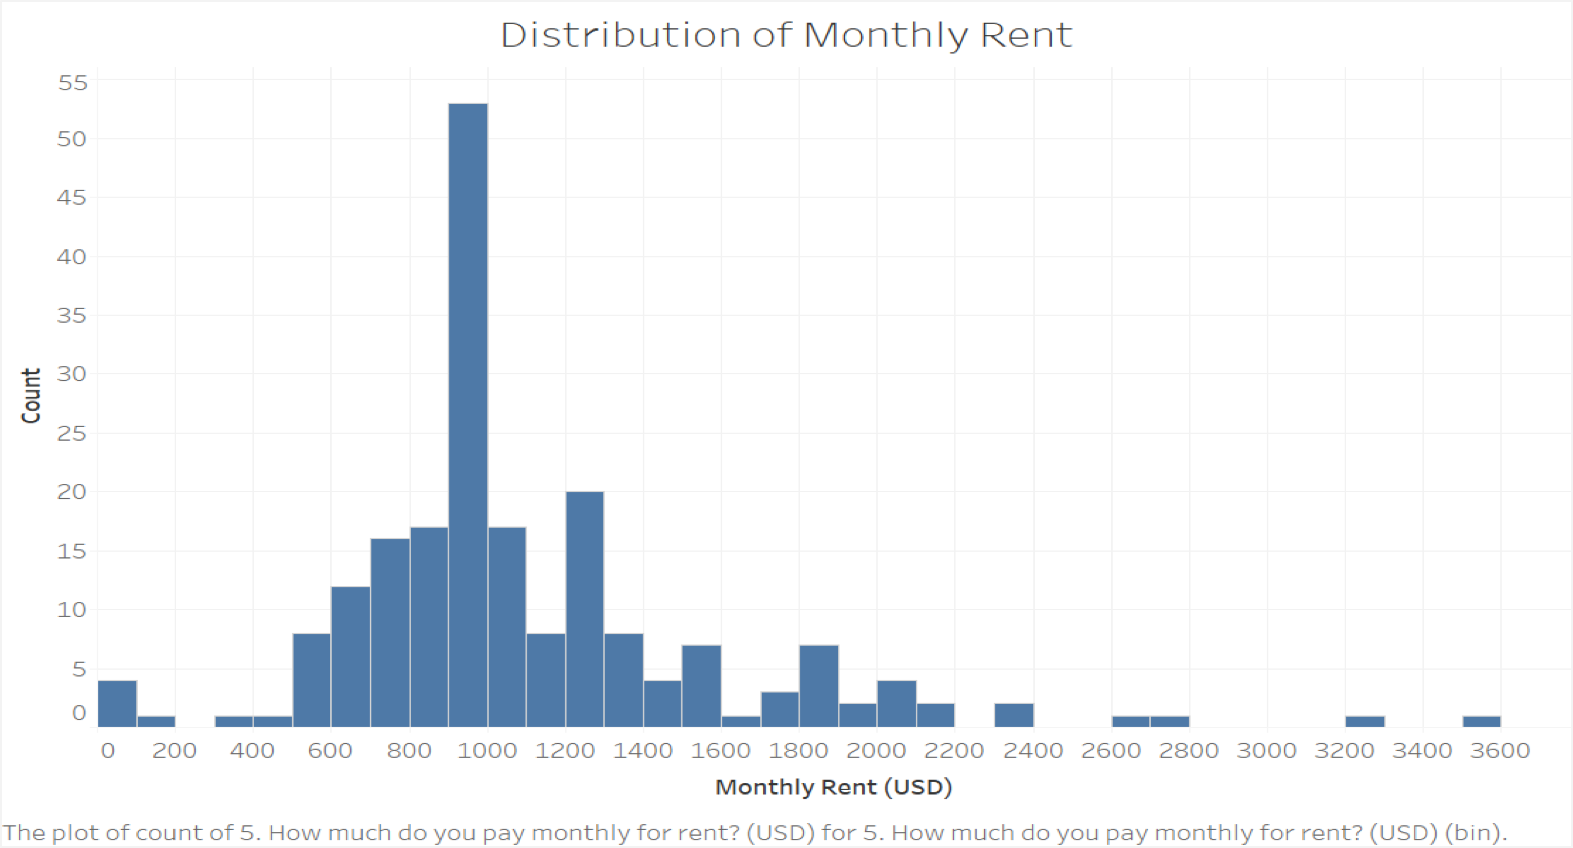 Distribution of Monthly Rent
55
50
45
40
35
30
25
20
15
10
5
0
Count
0 200 400 600 800 1000 1200 1400 1600 1800 2000 2200 2400 2600 2800 3000 3200 3400 3600
Monthly Rent (USD)
The plot of count of 5. How much do you pay monthly for rent? (USD) for 5. How much do you pay monthly for rent? (USD) (bin).